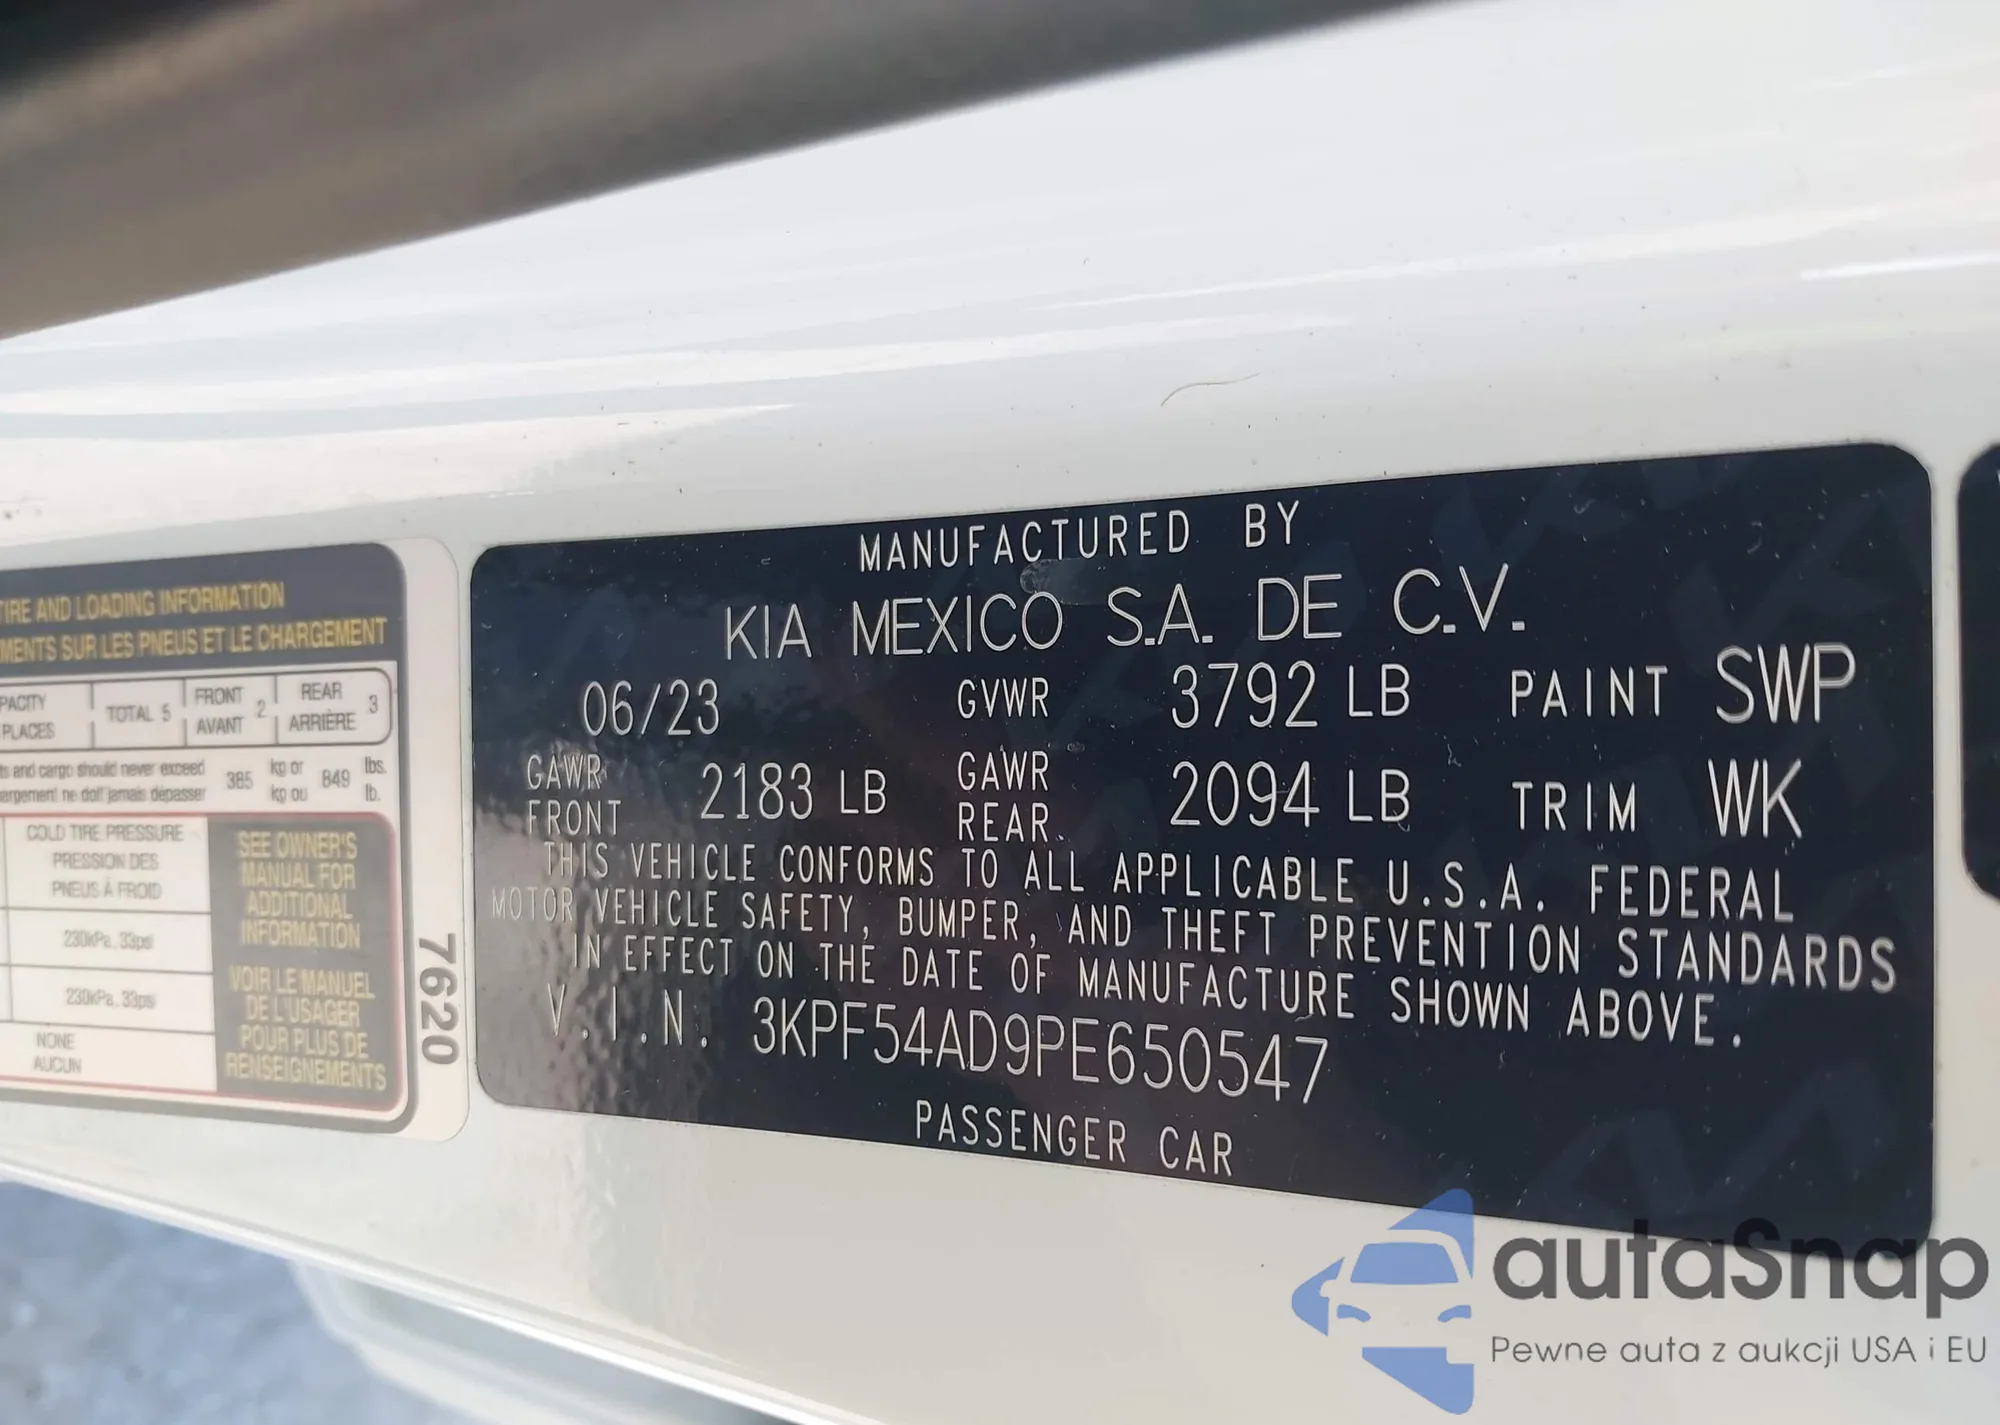 TIRE AND LOADING INFORMATION
MENTS SUR LES PNEUS ET LE CHARGEMENT
PACITY
PLACES
TOTAL 5
FRONT
AVANT
2
REAR
ARRIÈRE
3
ts and cargo should never exceed
argement ne doit jamais dépasser
385
kg or
kg ou
849
lbs.
lb.
COLD TIRE PRESSURE
PRESSION DES
PNEUS À FROID
230kPa, 33psi
230kPa, 33psi
NONE
AUCUN
SEE OWNER'S
MANUAL FOR
ADDITIONAL
INFORMATION
VOIR LE MANUEL
DE L'USAGER
POUR PLUS DE
RENSEIGNEMENTS
7620
MANUFACTURED BY
KIA MEXICO S.A. DE C.V.
06/23 GVWR 3792 LB PAINT SWP
GAWR FRONT 2183 LB GAWR REAR 2094 LB TRIM WK
THIS VEHICLE CONFORMS TO ALL APPLICABLE U.S.A. FEDERAL
MOTOR VEHICLE SAFETY, BUMPER, AND THEFT PREVENTION STANDARDS
IN EFFECT ON THE DATE OF MANUFACTURE SHOWN ABOVE.
V.I.N. 3KPF54AD9PE650547
PASSENGER CAR
autaSnap
Pewne auta z aukcji USA i EU